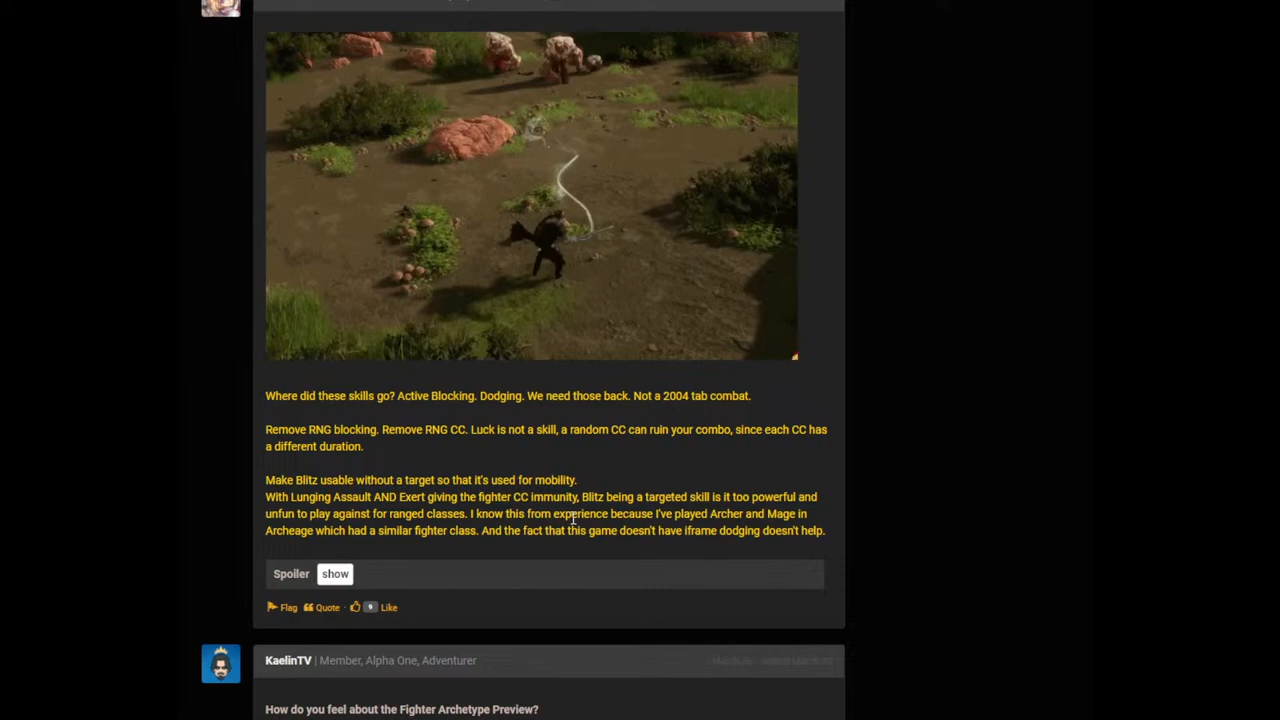 Where did these skills go? Active Blocking. Dodging. We need those back. Not a 2004 tab combat.
Remove RNG blocking. Remove RNG CC. Luck is not a skill, a random CC can ruin your combo, since each CC has
a different duration.
Make Blitz usable without a target so that it's used for mobility.
With Lunging Assault AND Exert giving the fighter CC immunity, Blitz being a targeted skill is it too powerful and
unfun to play against for ranged classes. I know this from experience because I've played Archer and Mage in
Archeage which had a similar fighter class. And the fact that this game doesn't have iframe dodging doesn't help.
Spoiler show
Flag Quote · 9 Like
KaelinTV | Member, Alpha One, Adventurer
How do you feel about the Fighter Archetype Preview?